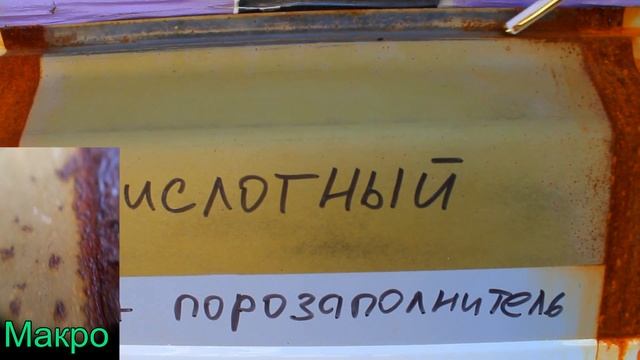 ислотный
- порозаполнитель
Макро